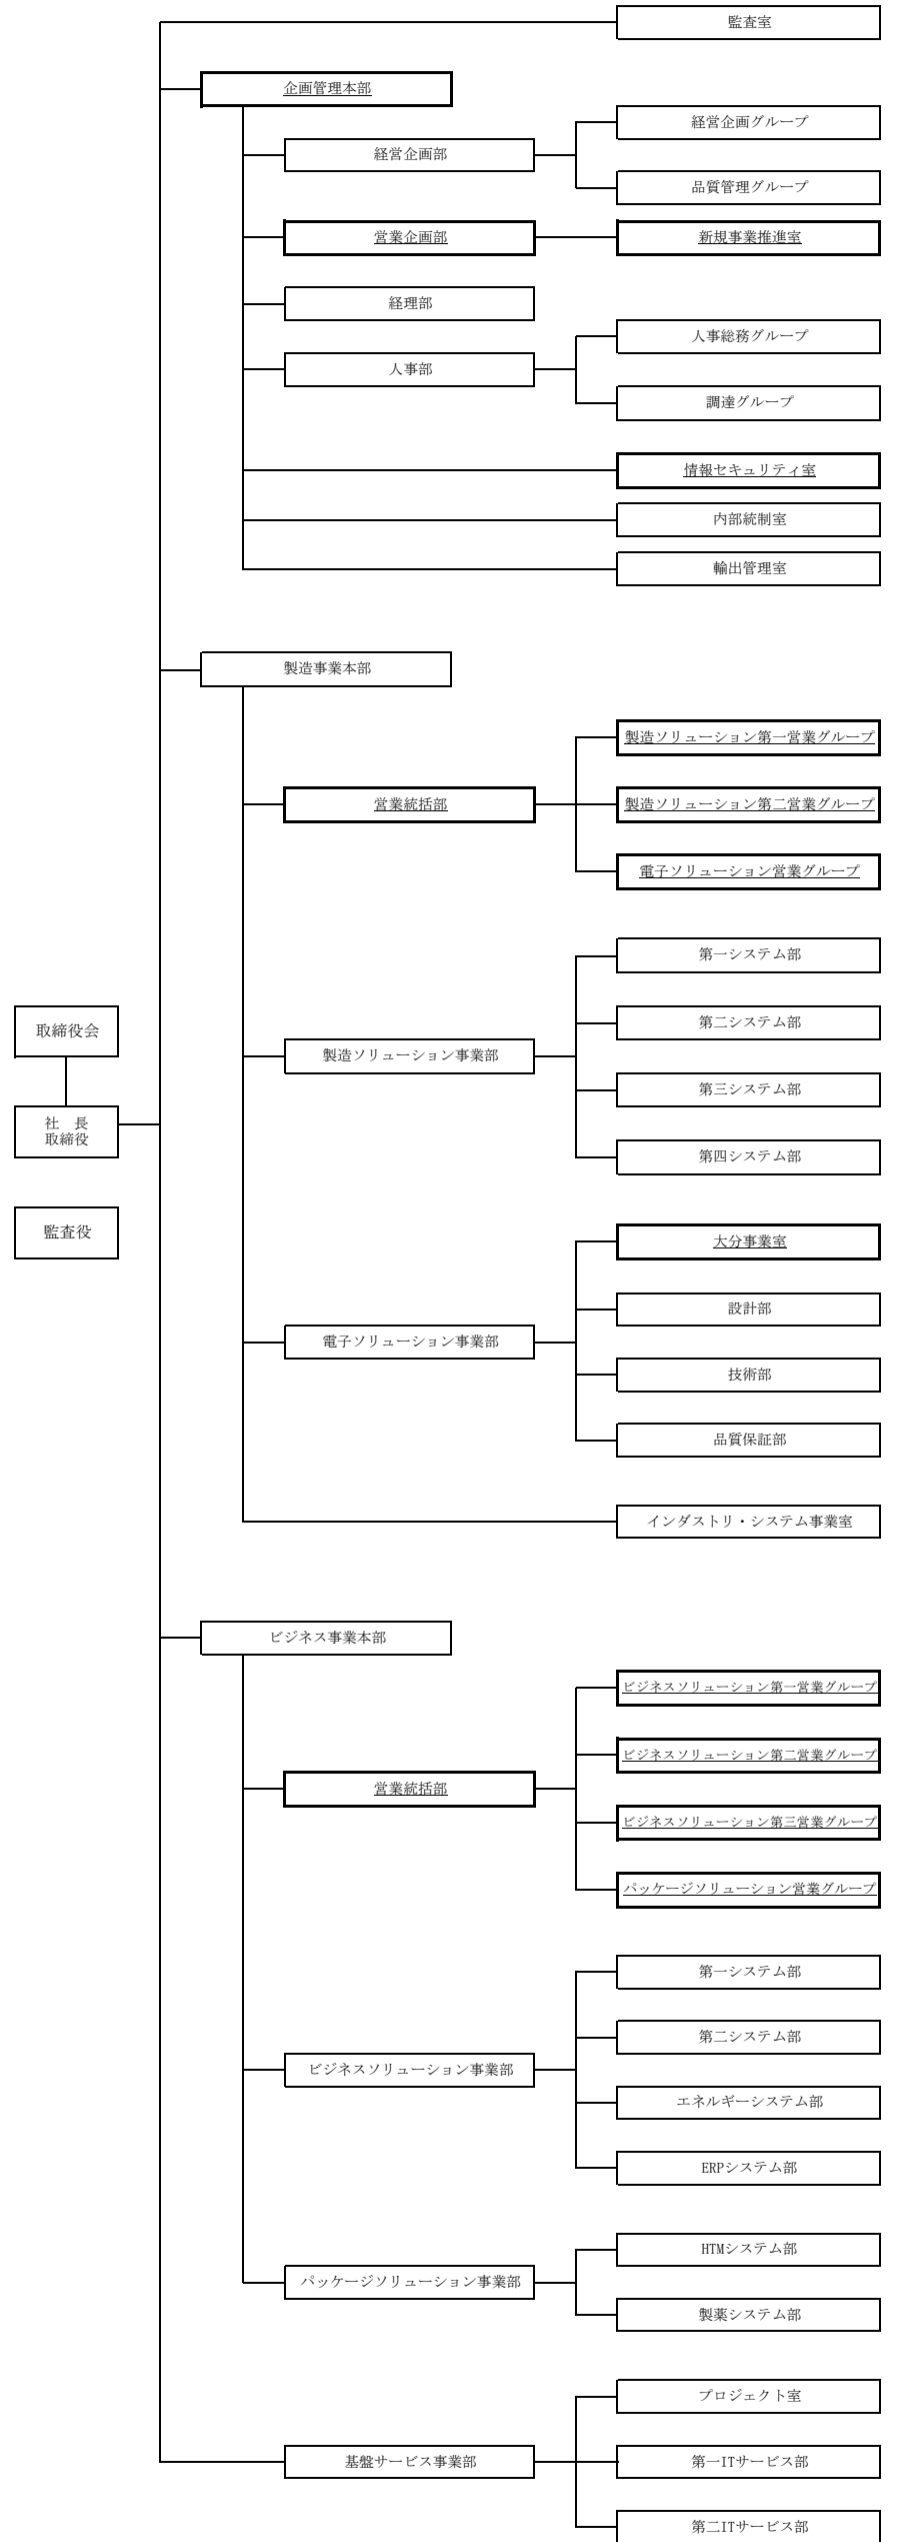 監査室
企画管理本部
経営企画部
経営企画グループ
品質管理グループ
営業企画部
新規事業推進室
経理部
人事部
人事総務グループ
調達グループ
情報セキュリティ室
内部統制室
輸出管理室
製造事業本部
営業統括部
製造ソリューション第一営業グループ
製造ソリューション第二営業グループ
電子ソリューション営業グループ
製造ソリューション事業部
第一システム部
第二システム部
第三システム部
第四システム部
取締役会
社　長
取締役
監査役
電子ソリューション事業部
大分事業室
設計部
技術部
品質保証部
インダストリ・システム事業室
ビジネス事業本部
営業統括部
ビジネスソリューション第一営業グループ
ビジネスソリューション第二営業グループ
ビジネスソリューション第三営業グループ
パッケージソリューション営業グループ
ビジネスソリューション事業部
第一システム部
第二システム部
エネルギーシステム部
ERPシステム部
パッケージソリューション事業部
HTMシステム部
製薬システム部
基盤サービス事業部
プロジェクト室
第一ITサービス部
第二ITサービス部